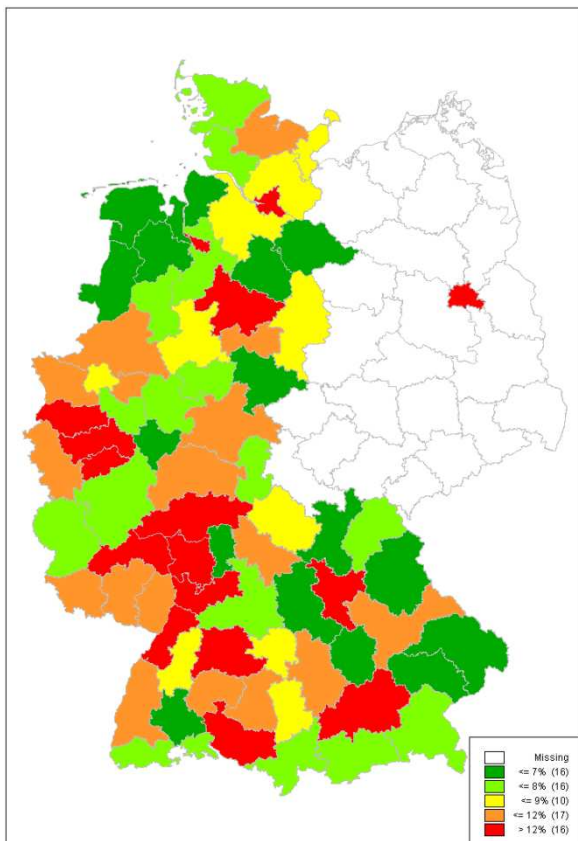 Missing
<= 7% (16)
<= 8% (16)
<= 9% (10)
<= 12% (17)
> 12% (16)